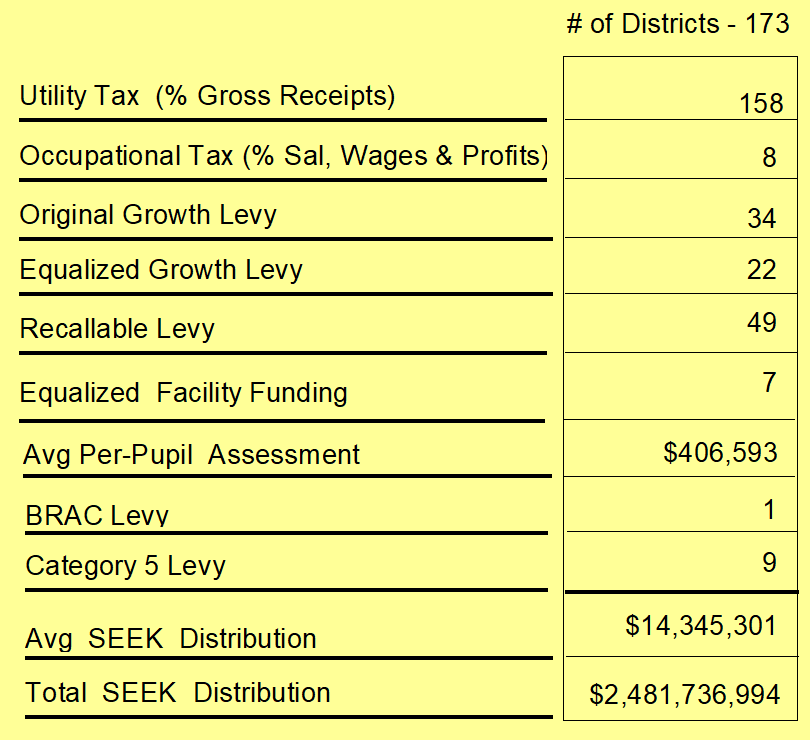 # of Districts - 173
Utility Tax (% Gross Receipts) 158
Occupational Tax (% Sal, Wages & Profits) 8
Original Growth Levy 34
Equalized Growth Levy 22
Recallable Levy 49
Equalized Facility Funding 7
Avg Per-Pupil Assessment $406,593
BRAC Levy 1
Category 5 Levy 9
Avg SEEK Distribution $14,345,301
Total SEEK Distribution $2,481,736,994